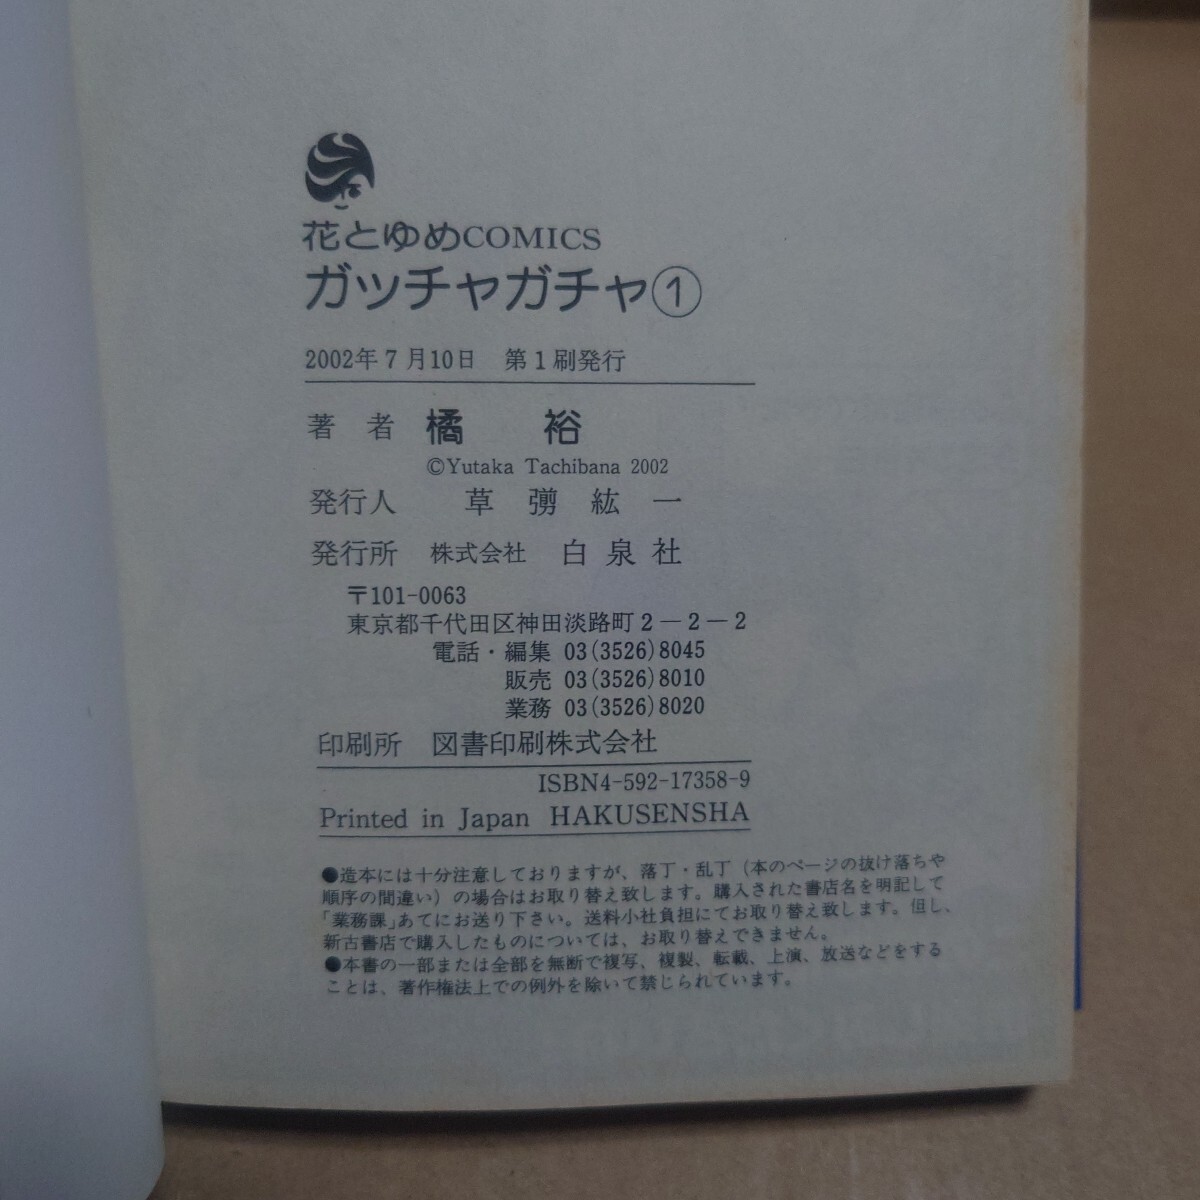 花とゆめCOMICS
ガッチャガチャ①
2002年7月10日　第1刷発行
著者　橘　裕
©Yutaka Tachibana 2002
発行人　草彅紘一
発行所　株式会社　白泉社
〒101-0063
東京都千代田区神田淡路町2－2－2
電話・編集 03(3526)8045
販売 03(3526)8010
業務 03(3526)8020
印刷所　図書印刷株式会社
ISBN4-592-17358-9
Printed in Japan HAKUSENSHA
●造本には十分注意しておりますが、落丁・乱丁（本のページの抜け落ちや
順序の間違い）の場合はお取り替え致します。購入された書店名を明記して
「業務課」あてにお送り下さい。送料小社負担にてお取り替え致します。但し、
新古書店で購入したものについては、お取り替えできません。
●本書の一部または全部を無断で複写、複製、転載、上演、放送などをする
ことは、著作権法上での例外を除いて禁じられています。